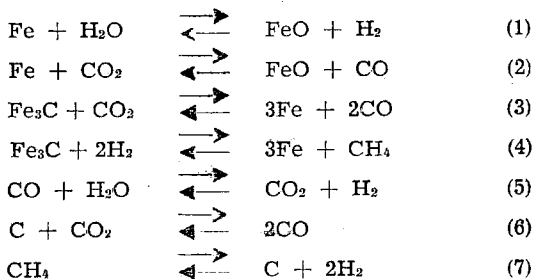 Fe + H₂O ⇄ FeO + H₂ (1)
Fe + CO₂ ⇄ FeO + CO (2)
Fe₃C + CO₂ ⇄ 3Fe + 2CO (3)
Fe₃C + 2H₂ ⇄ 3Fe + CH₄ (4)
CO + H₂O ⇄ CO₂ + H₂ (5)
C + CO₂ ⇄ 2CO (6)
CH₄ ⇄ C + 2H₂ (7)